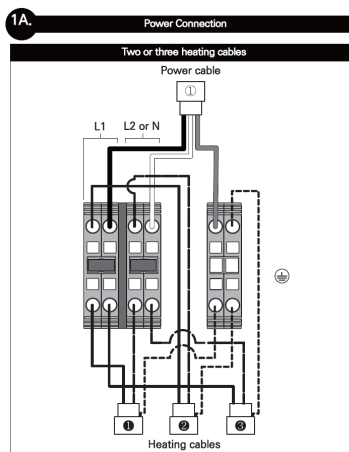 1A.
Power Connection
Two or three heating cables
Power cable
①
L1 L2 or N
❶ ❷ ❸
Heating cables